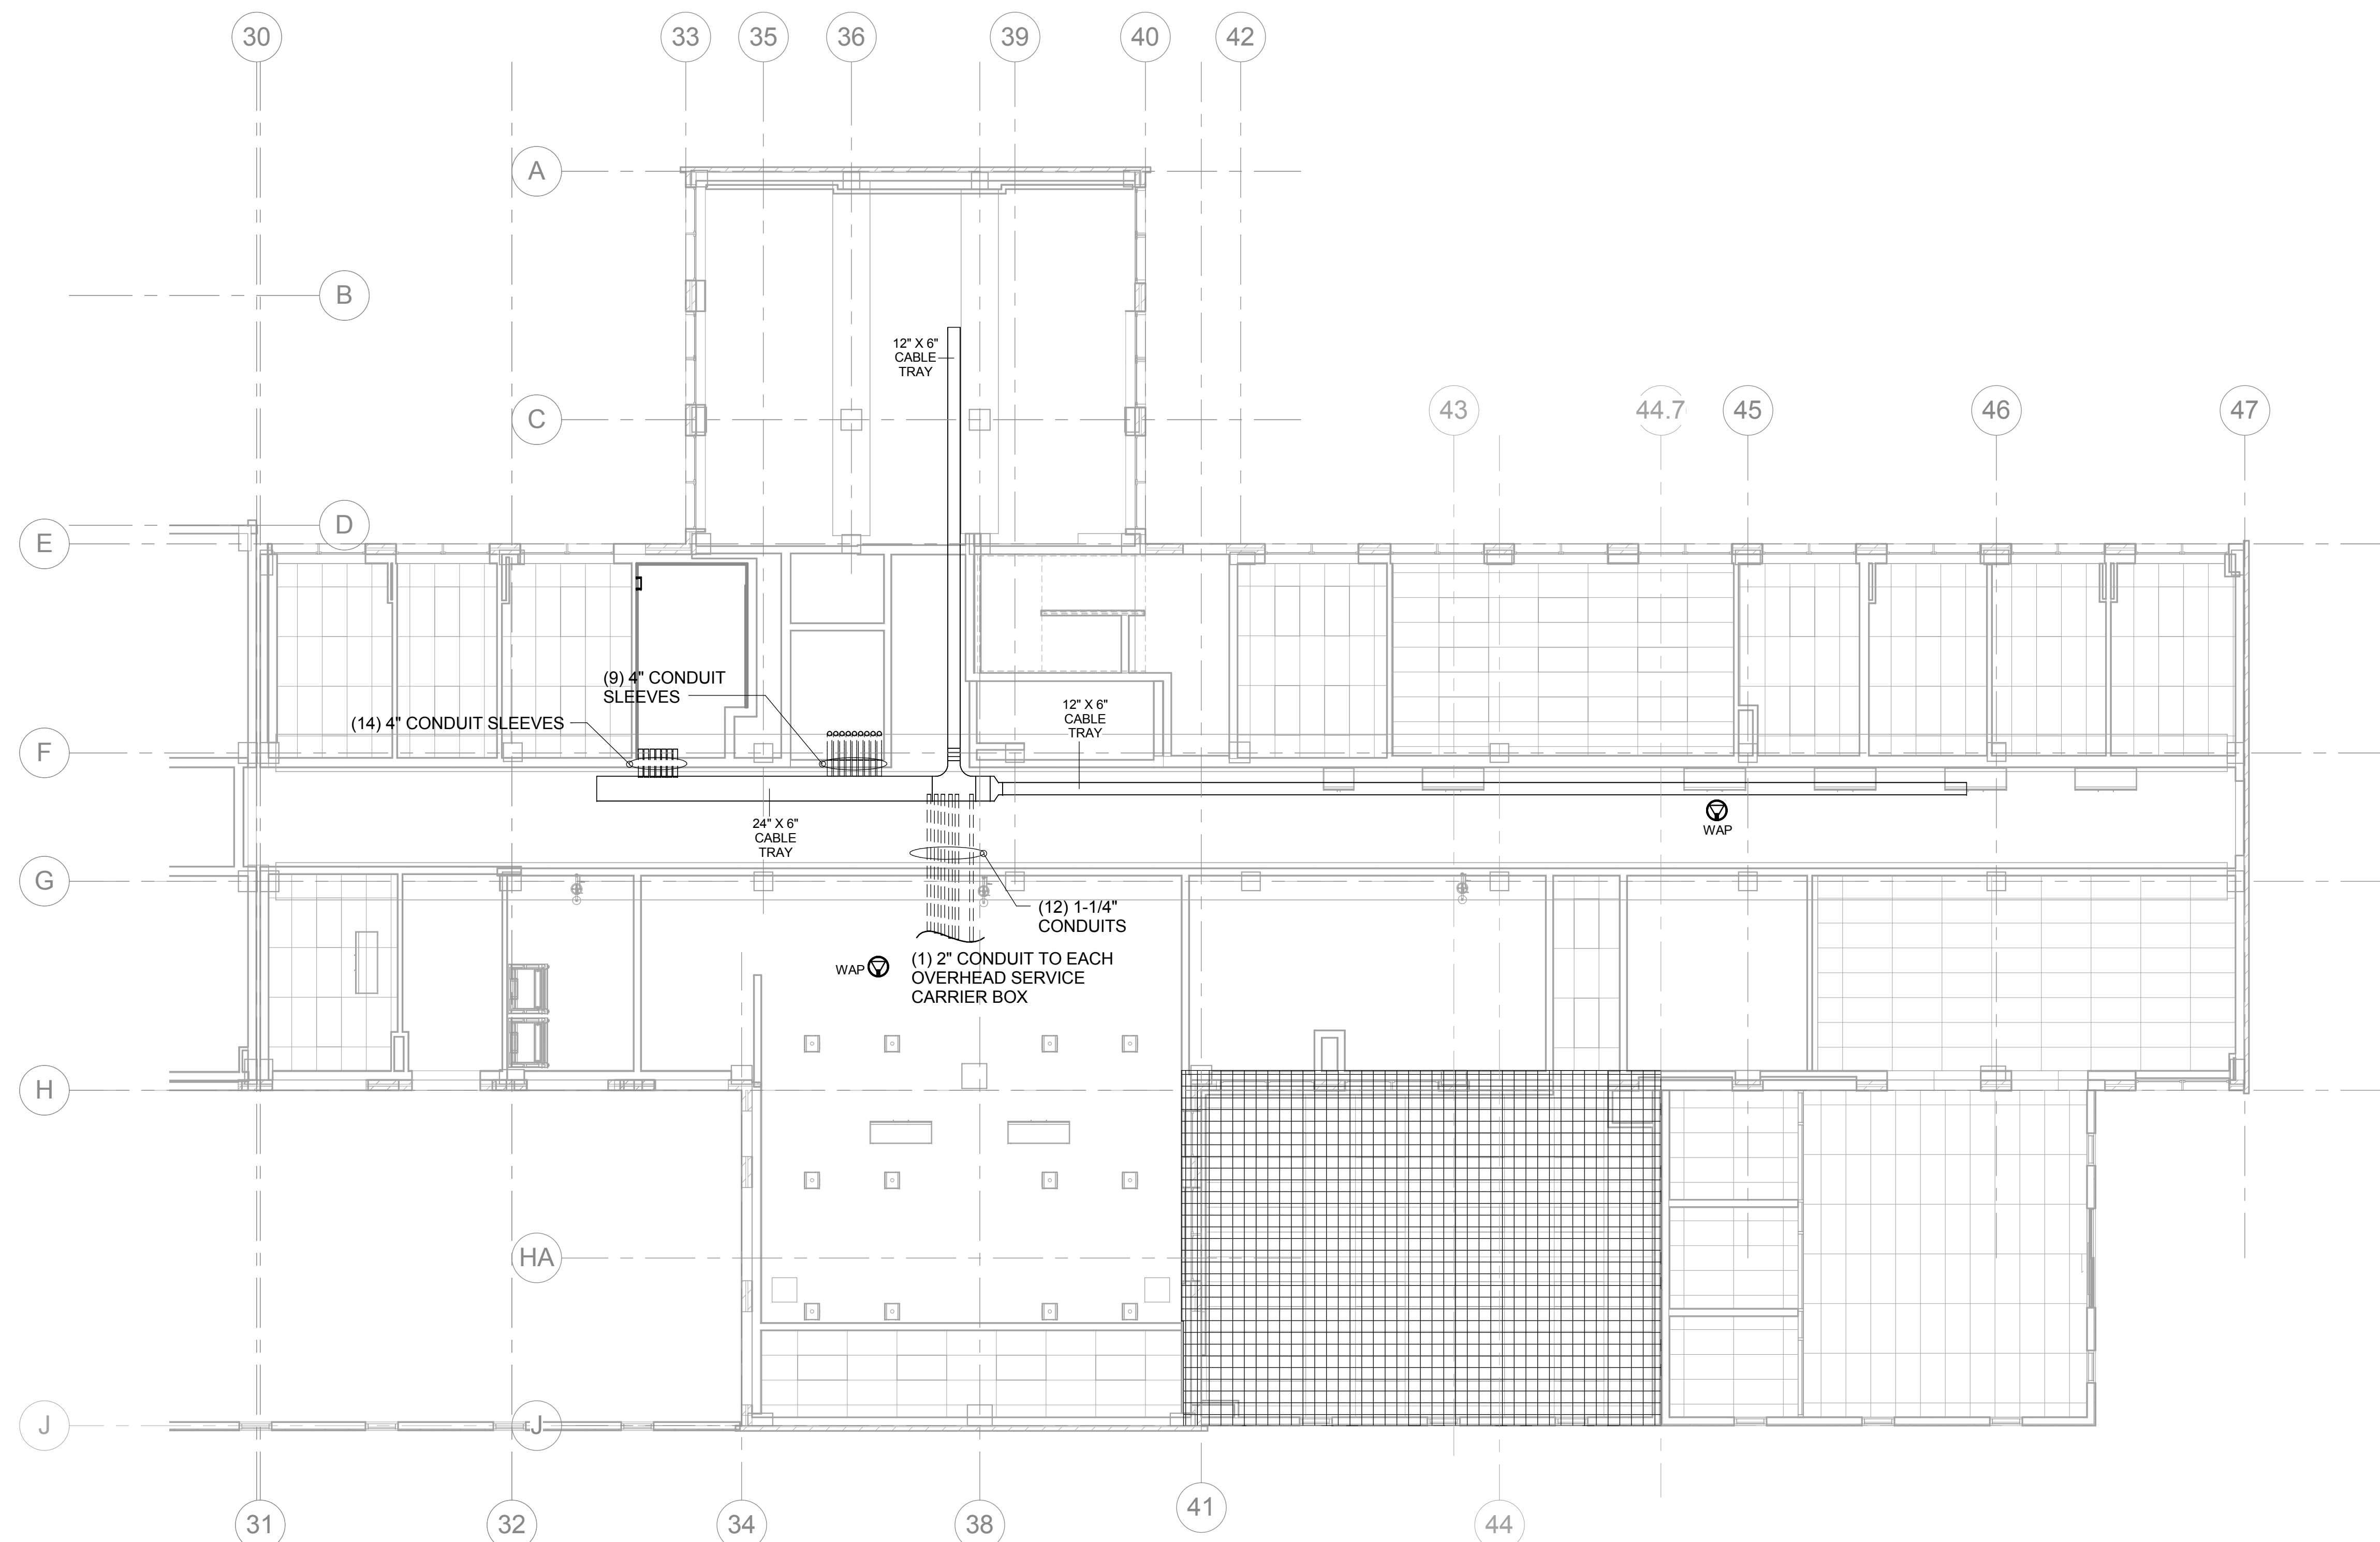 30
33
35
36
39
40
42
A
B
12" X 6"
CABLE
TRAY
C
43
44.7
45
46
47
D
E
(9) 4" CONDUIT
SLEEVES
(14) 4" CONDUIT SLEEVES
12" X 6"
CABLE
TRAY
F
24" X 6"
CABLE
TRAY
WAP
G
(12) 1-1/4"
CONDUITS
WAP
(1) 2" CONDUIT TO EACH
OVERHEAD SERVICE
CARRIER BOX
H
HA
J
J
31
32
34
38
41
44